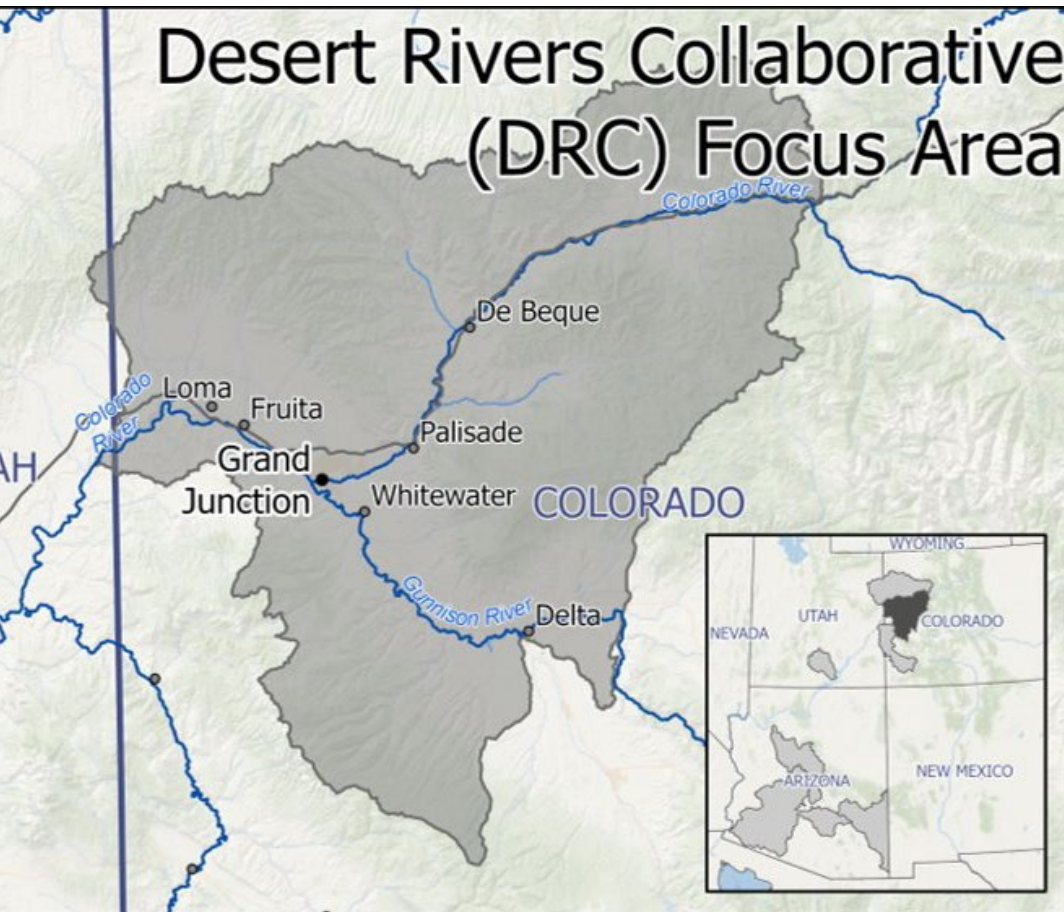 Desert Rivers Collaborative
(DRC) Focus Area
Colorado River
De Beque
Colorado
River
Loma
Fruita
Palisade
AH
Grand
Junction
Whitewater
COLORADO
Gunnison River
Delta
WYOMING
UTAH
COLORADO
NEVADA
ARIZONA
NEW MEXICO